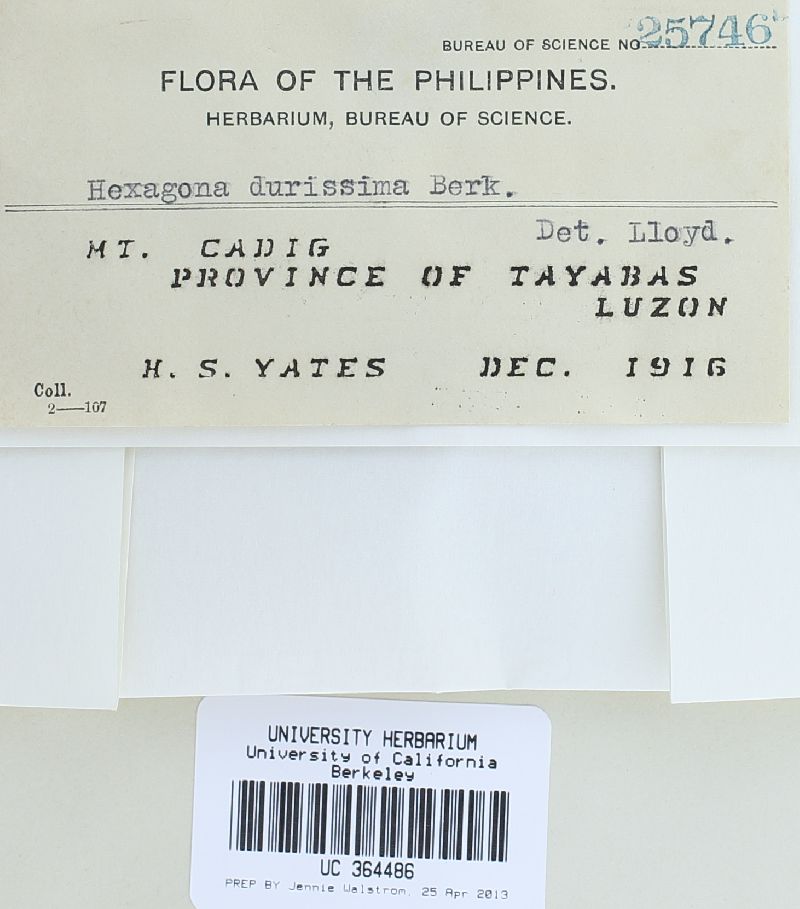 BUREAU OF SCIENCE NO. 25746
FLORA OF THE PHILIPPINES.
HERBARIUM, BUREAU OF SCIENCE.
Hexagona durissima Berk.
Det. Lloyd.
MT. CADIG
PROVINCE OF TAYABAS
LUZON
H. S. YATES DEC. 1916
Coll.
2—107
UNIVERSITY HERBARIUM
University of California
Berkeley
UC 364486
PREP BY Jennie Walstrom, 25 Apr 2013